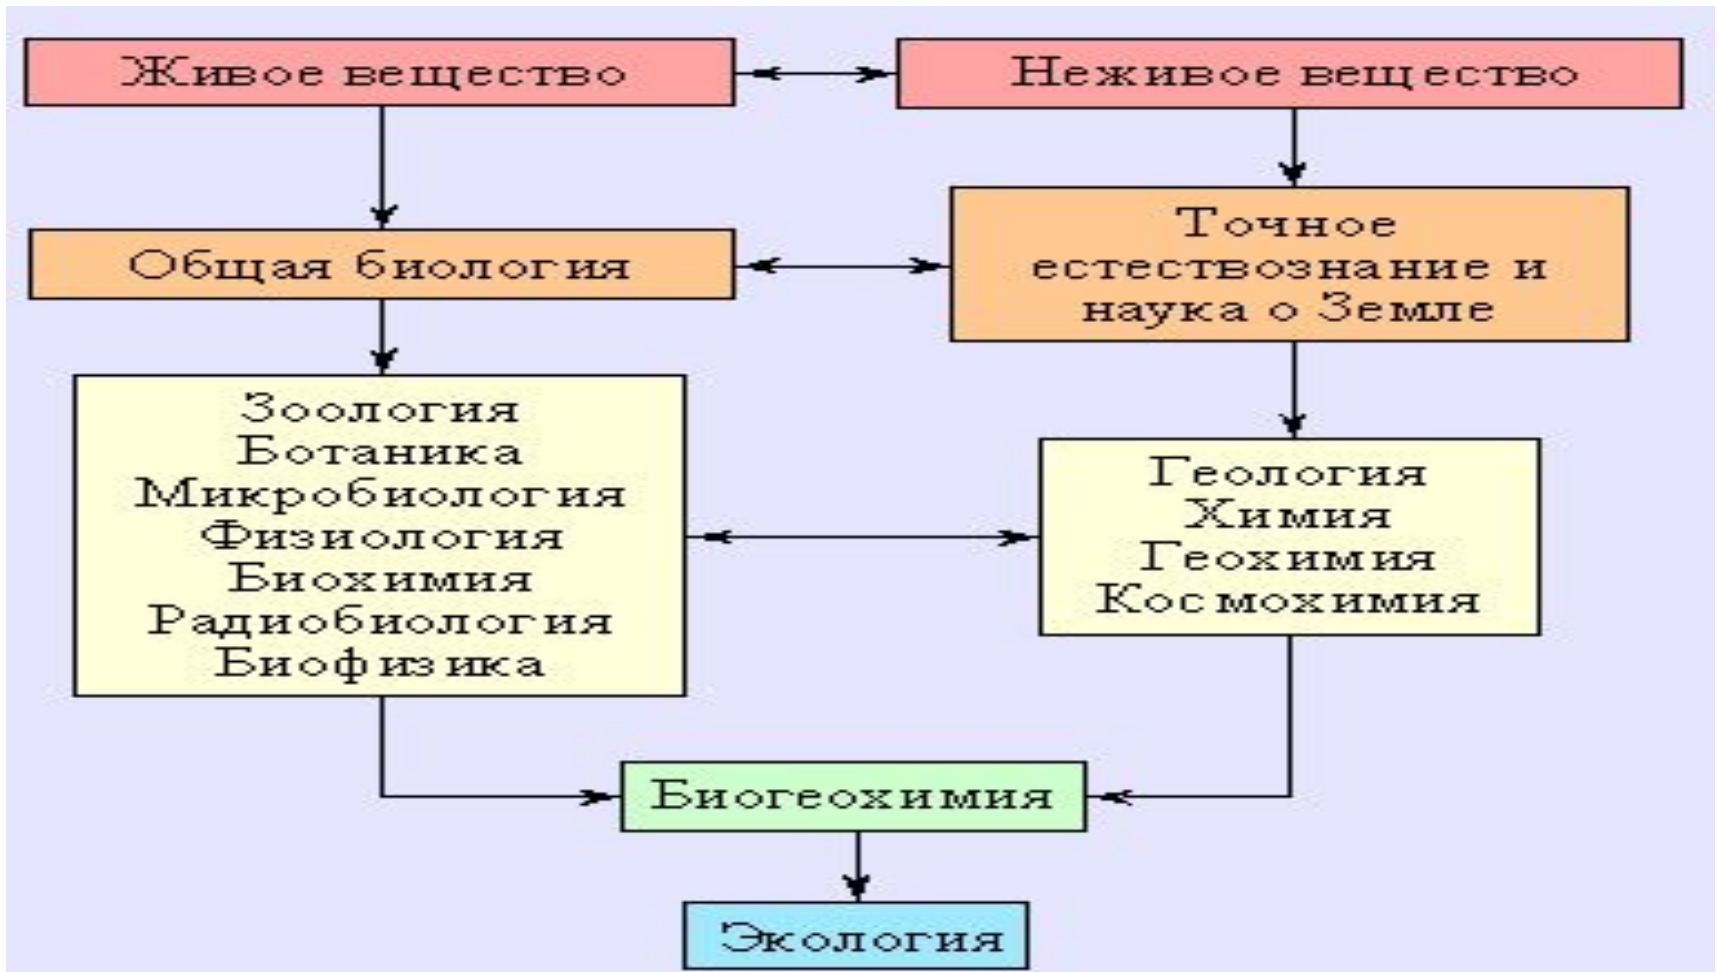 Живое вещество
Неживое вещество
Общая биология
Точное
естествознание и
наука о Земле
Зоология
Ботаника
Микробиология
Физиология
Биохимия
Радиобиология
Биофизика
Геология
Химия
Геохимия
Космохимия
Биогеохимия
Экология